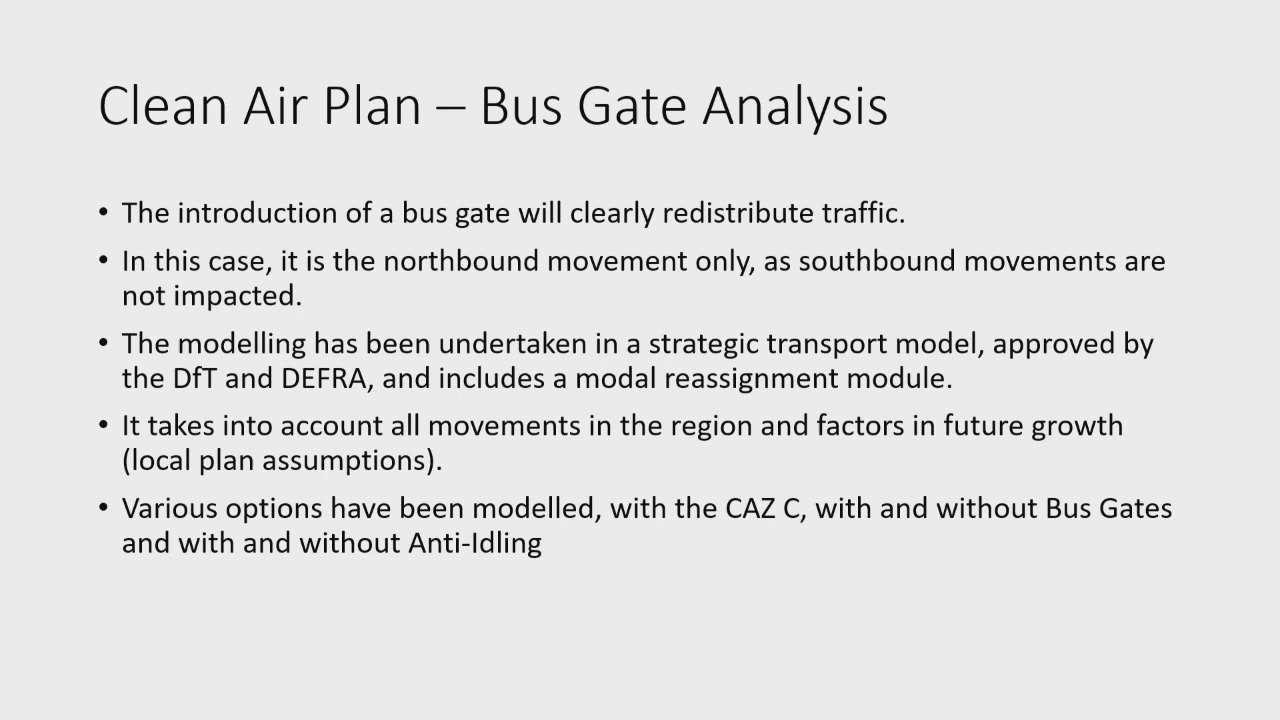 Clean Air Plan – Bus Gate Analysis
• The introduction of a bus gate will clearly redistribute traffic.
• In this case, it is the northbound movement only, as southbound movements are
not impacted.
• The modelling has been undertaken in a strategic transport model, approved by
the DfT and DEFRA, and includes a modal reassignment module.
• It takes into account all movements in the region and factors in future growth
(local plan assumptions).
• Various options have been modelled, with the CAZ C, with and without Bus Gates
and with and without Anti-Idling